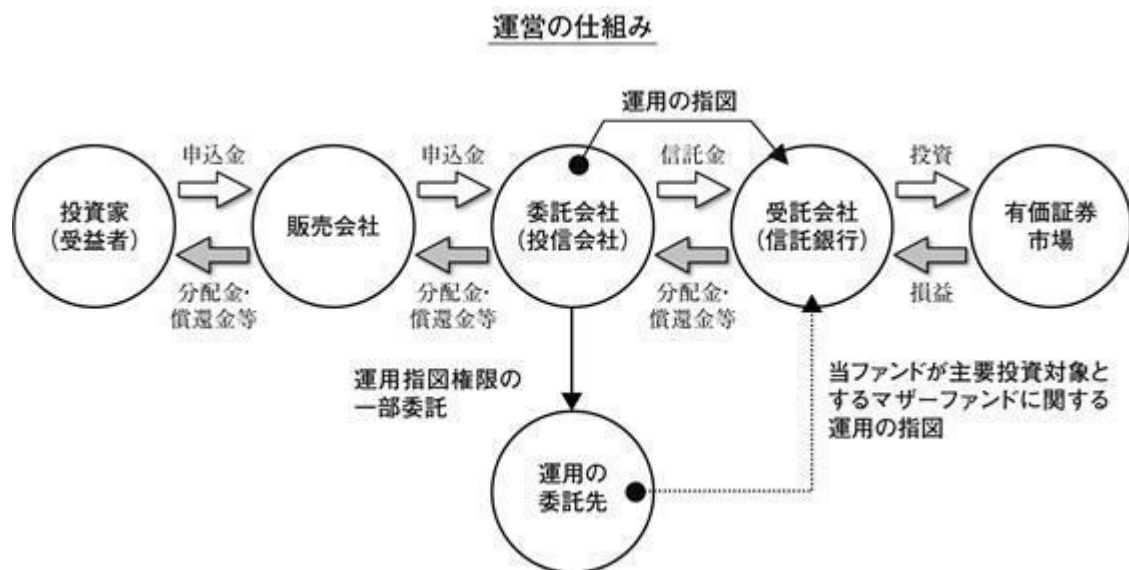 運営の仕組み
運用の指図
申込金
申込金
信託金
投資
投資家
(受益者)
販売会社
委託会社
(投信会社)
受託会社
(信託銀行)
有価証券
市場
分配金・
償還金等
分配金・
償還金等
分配金・
償還金等
損益
運用指図権限の
一部委託
当ファンドが主要投資対象と
するマザーファンドに関する
運用の指図
運用の
委託先